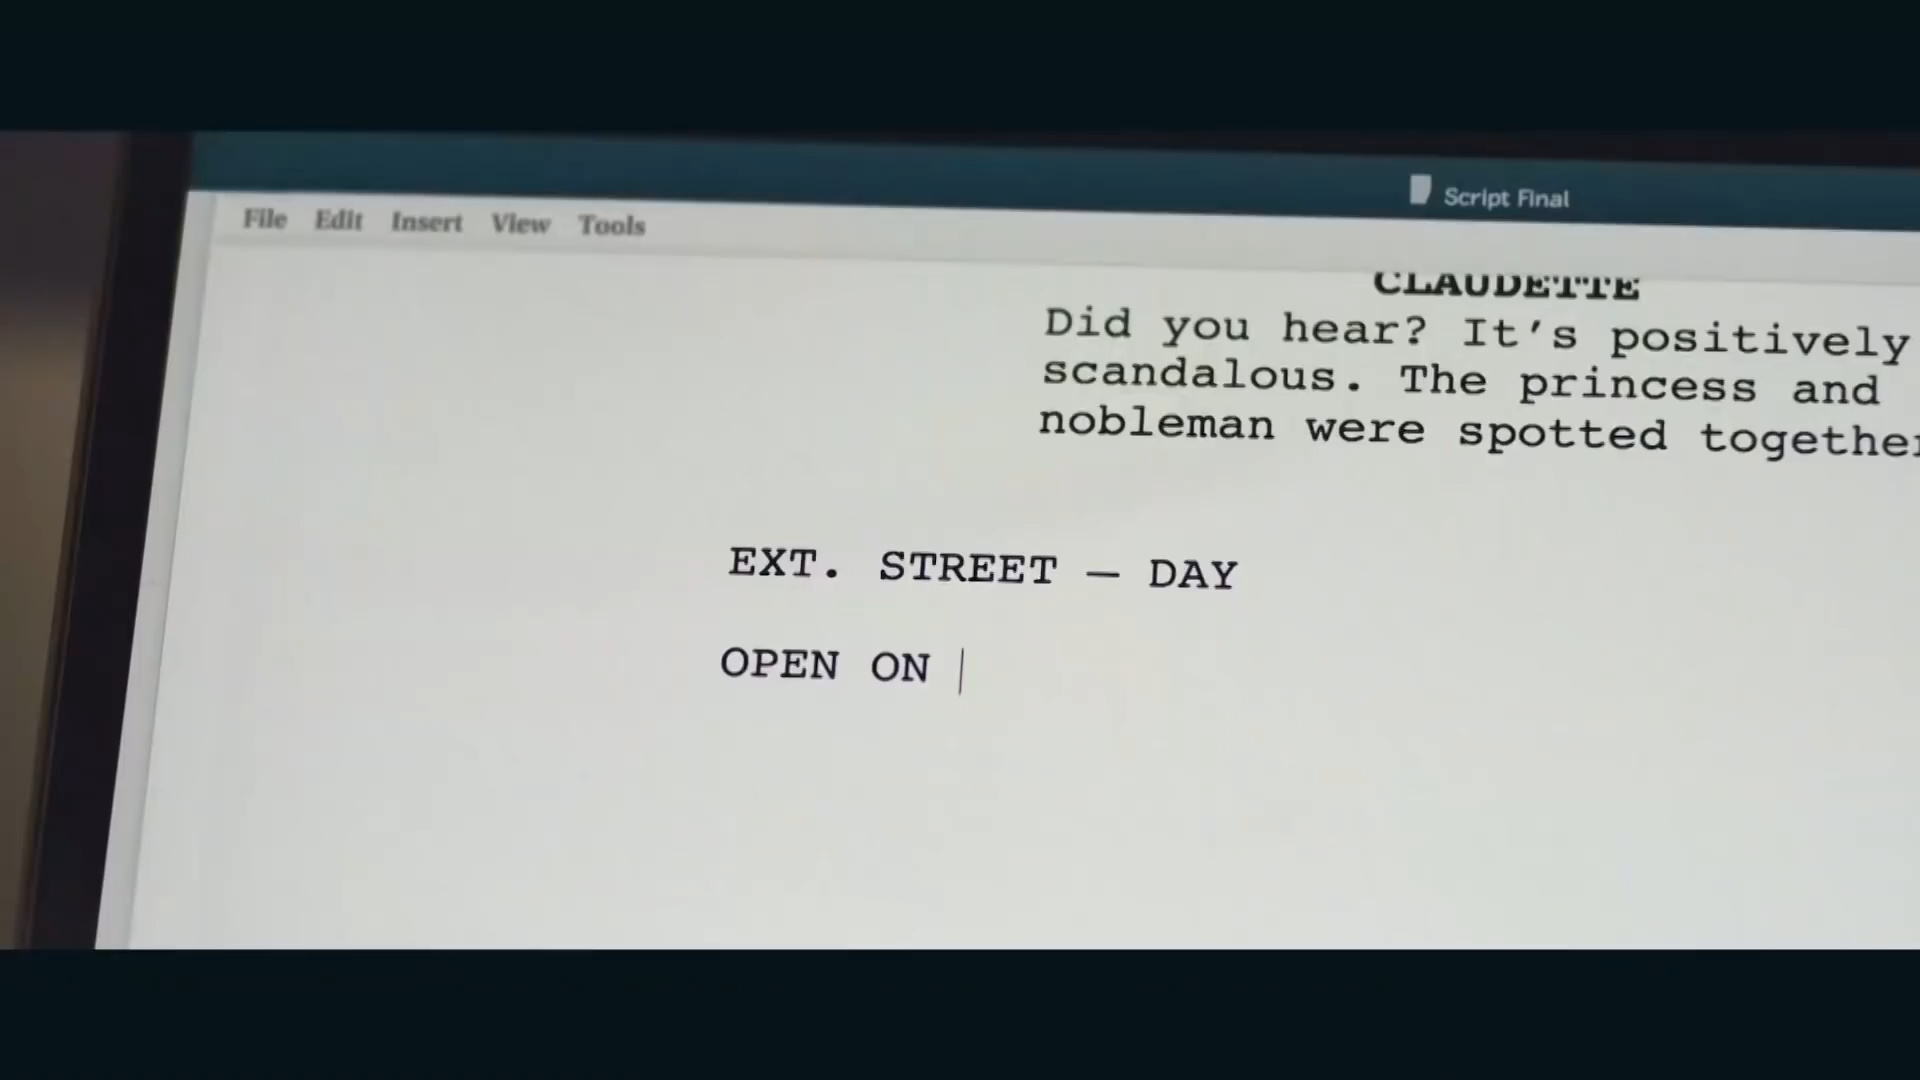 Script Final
File Edit Insert View Tools
CLAUDETTE
Did you hear? It's positively
scandalous. The princess and
nobleman were spotted together
EXT. STREET — DAY
OPEN ON